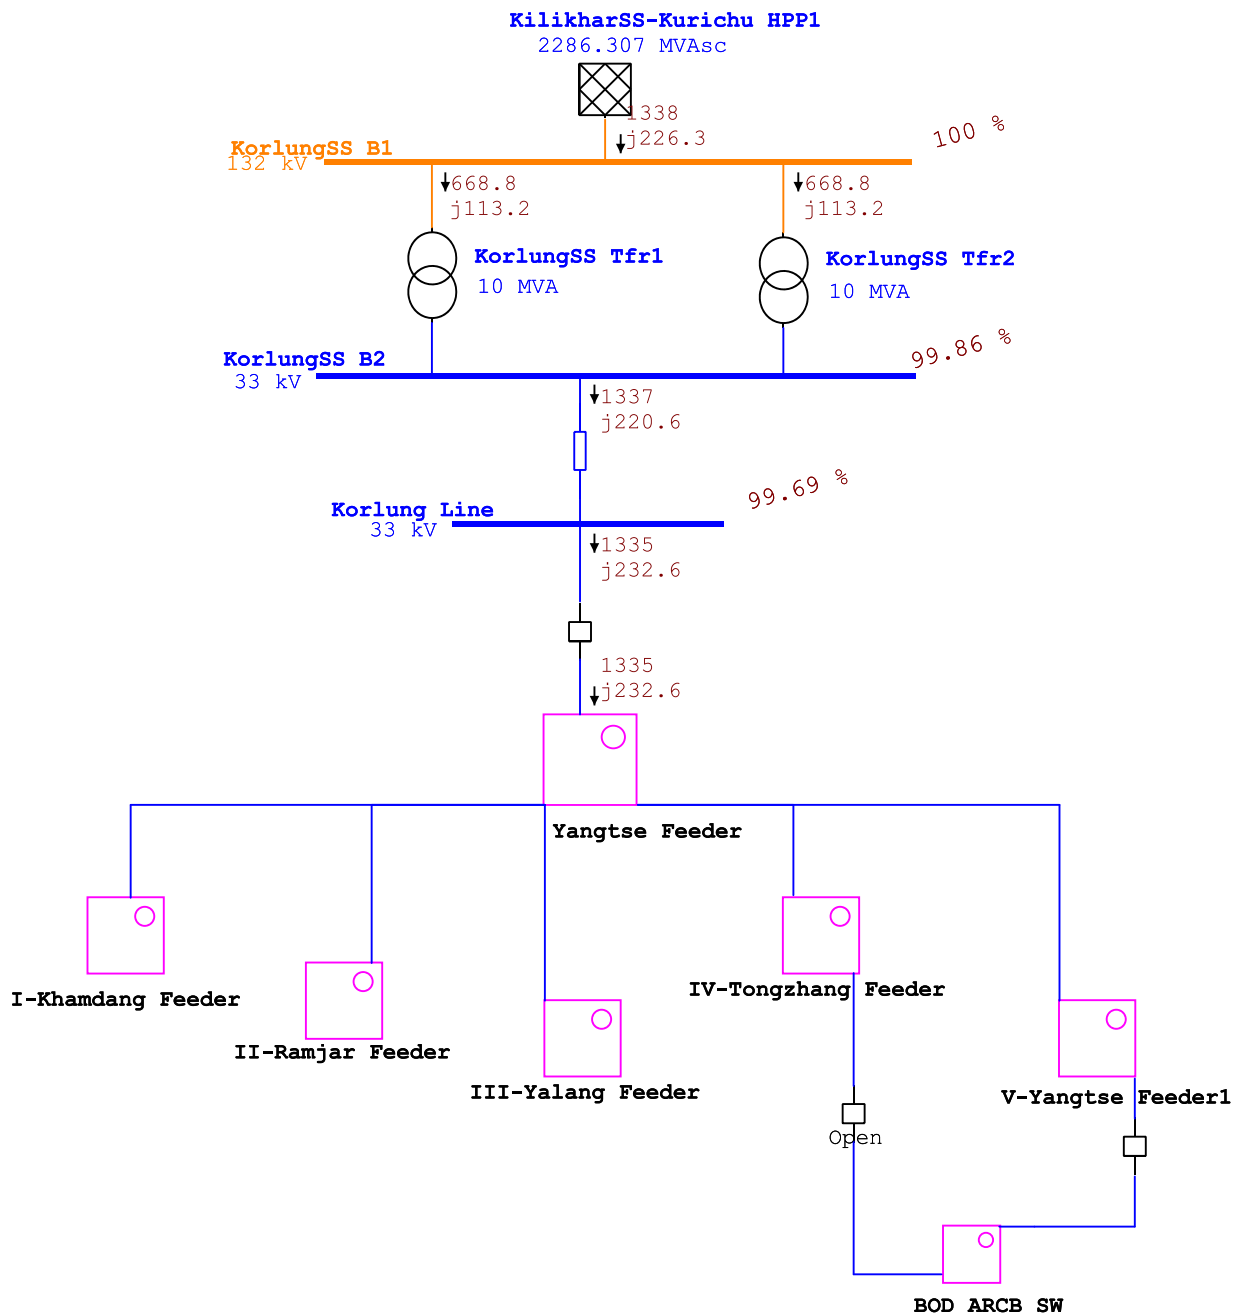 KilikharSS-Kurichu HPP1
2286.307 MVAsc
1338
j226.3
100 %
KorlungSS B1
132 kV
668.8
j113.2
668.8
j113.2
KorlungSS Tfr1
10 MVA
KorlungSS Tfr2
10 MVA
KorlungSS B2
33 kV
99.86 %
1337
j220.6
Korlung Line
33 kV
99.69 %
1335
j232.6
1335
j232.6
Yangtse Feeder
I-Khamdang Feeder
II-Ramjar Feeder
III-Yalang Feeder
IV-Tongzhang Feeder
V-Yangtse Feeder1
Open
BOD ARCB SW